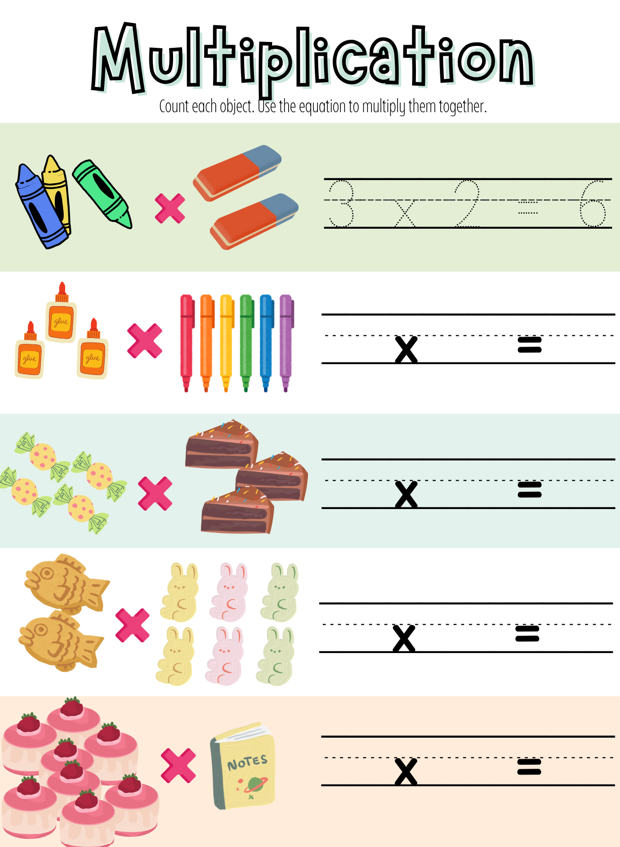 Multiplication
Count each object. Use the equation to multiply them together.
3 x 2 = 6
glue
glue glue
x =
x =
x =
NOTES
x =